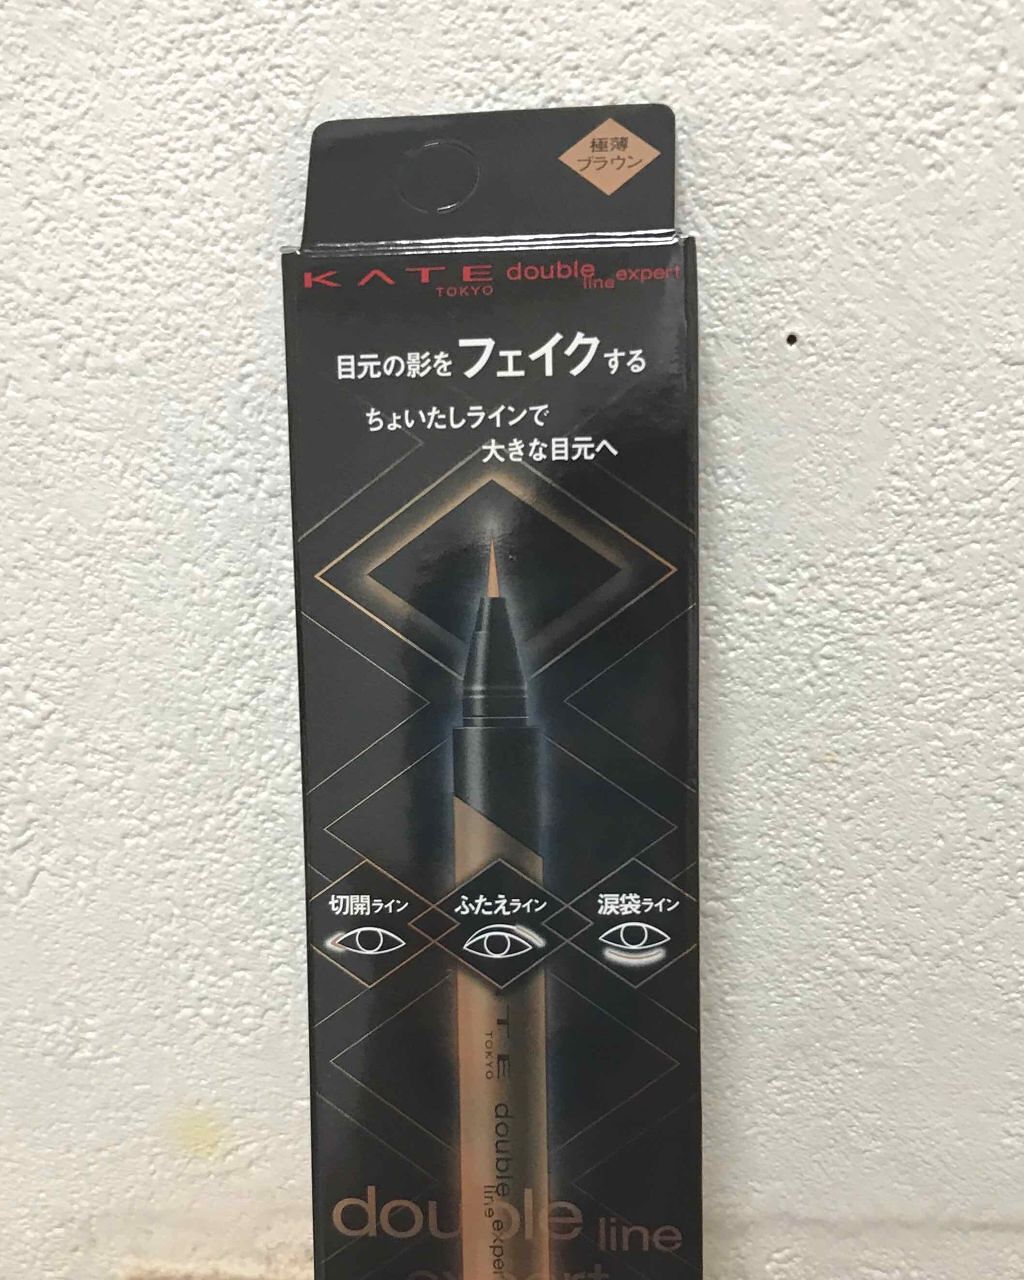 極薄
ブラウン
KATE double line expert
TOKYO
目元の影をフェイクする
ちょいたしラインで
大きな目元へ
切開ライン
ふたえライン
涙袋ライン
TE
TOKYO
double
line exper
double line
expert